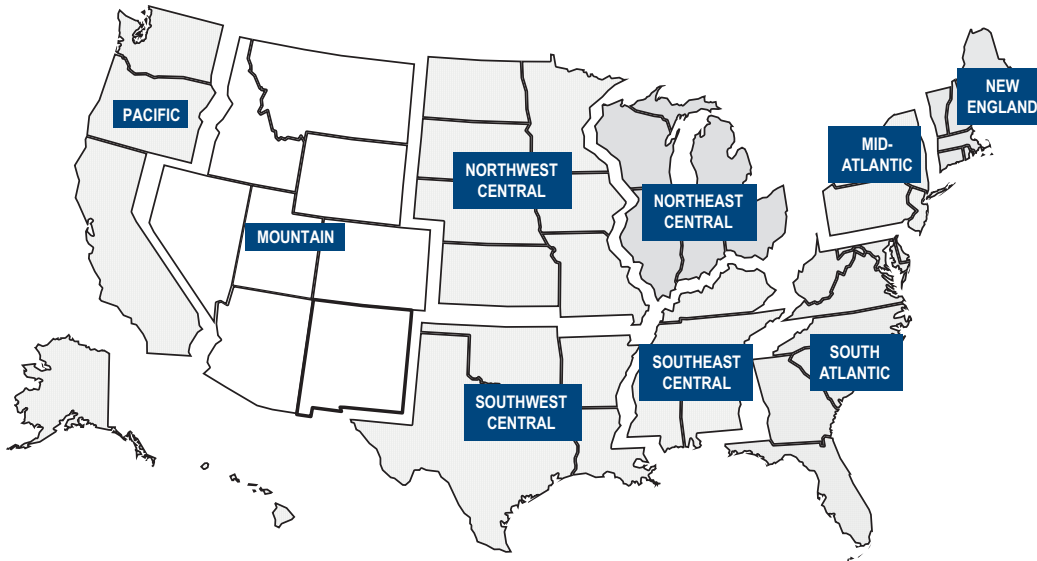 NEW
ENGLAND
PACIFIC
MID-
ATLANTIC
NORTHWEST
CENTRAL
NORTHEAST
CENTRAL
MOUNTAIN
SOUTHEAST
CENTRAL
SOUTH
ATLANTIC
SOUTHWEST
CENTRAL